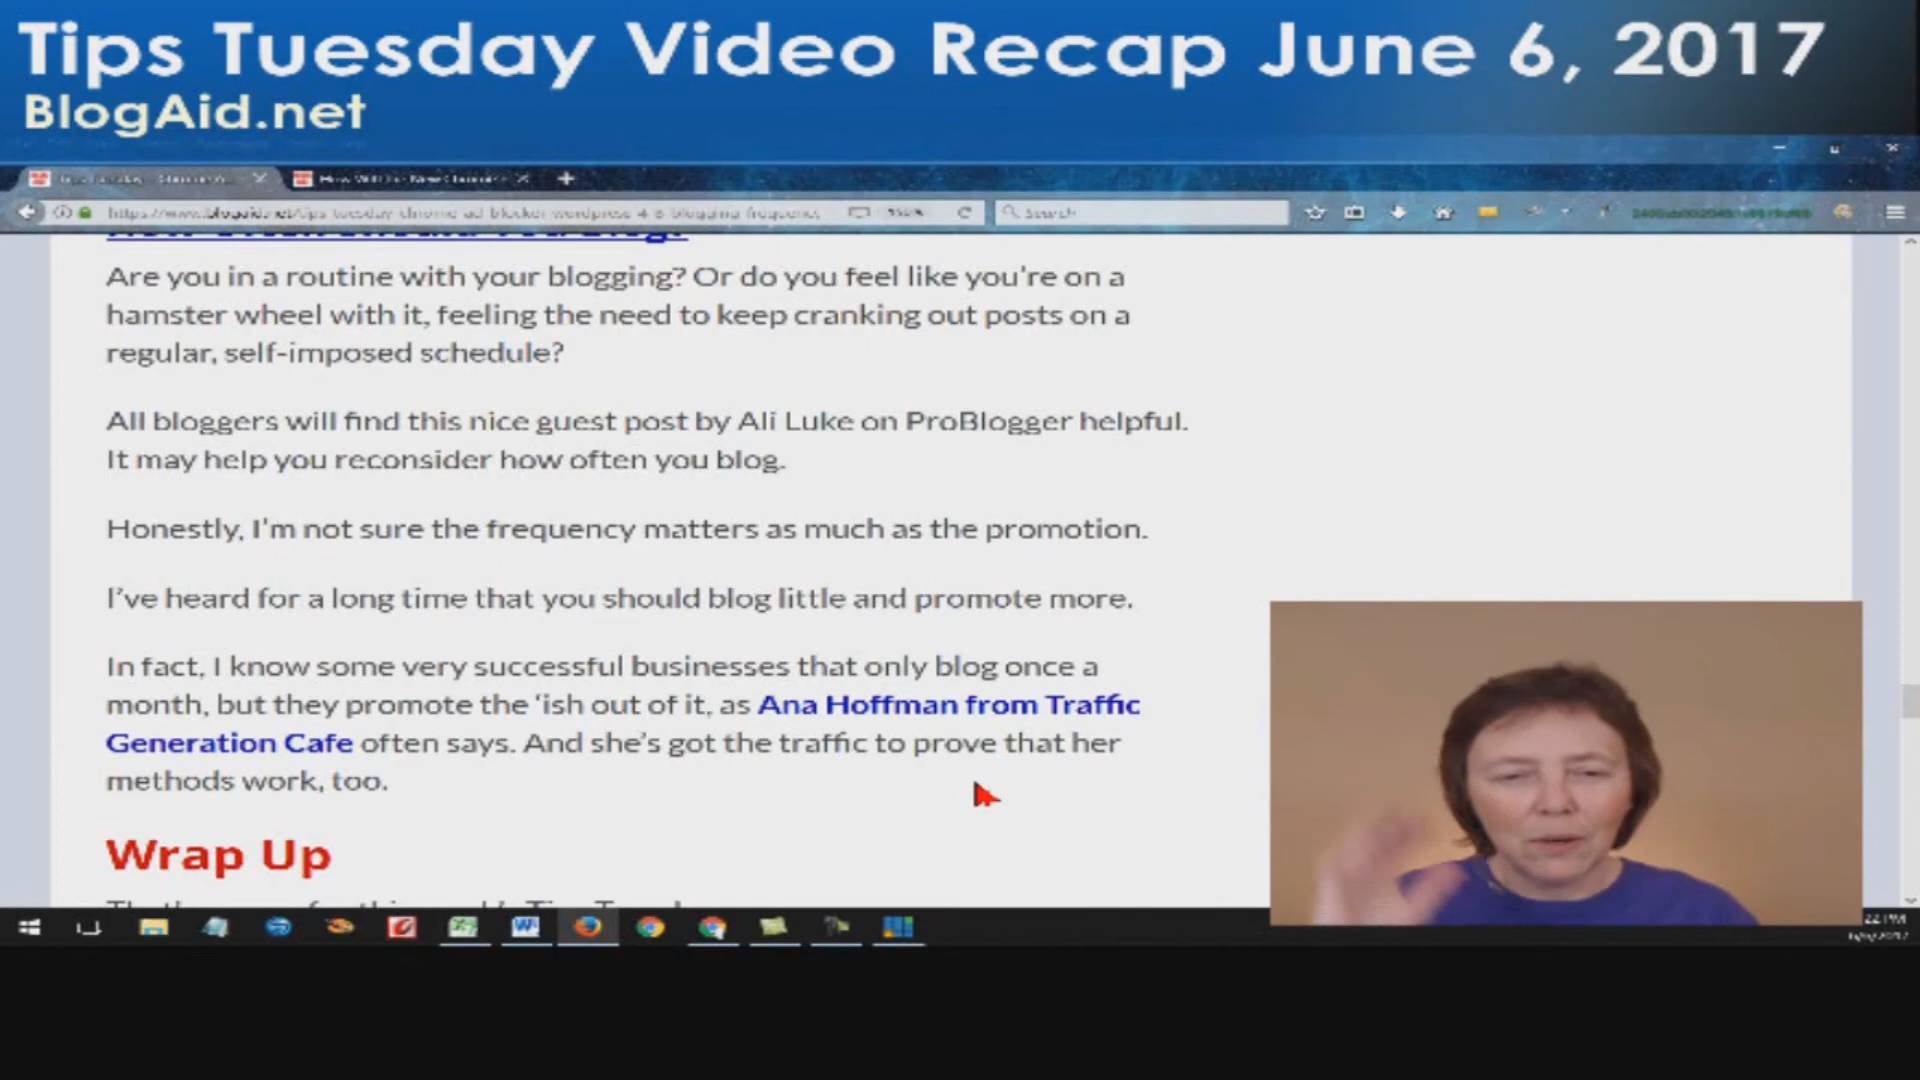 Tips Tuesday Video Recap June 6, 2017
BlogAid.net
Search
Are you in a routine with your blogging? Or do you feel like you're on a
hamster wheel with it, feeling the need to keep cranking out posts on a
regular, self-imposed schedule?
All bloggers will find this nice guest post by Ali Luke on ProBlogger helpful.
It may help you reconsider how often you blog.
Honestly, I'm not sure the frequency matters as much as the promotion.
I've heard for a long time that you should blog little and promote more.
In fact, I know some very successful businesses that only blog once a
month, but they promote the 'ish out of it, as Ana Hoffman from Traffic
Generation Cafe often says. And she's got the traffic to prove that her
methods work, too.
Wrap Up